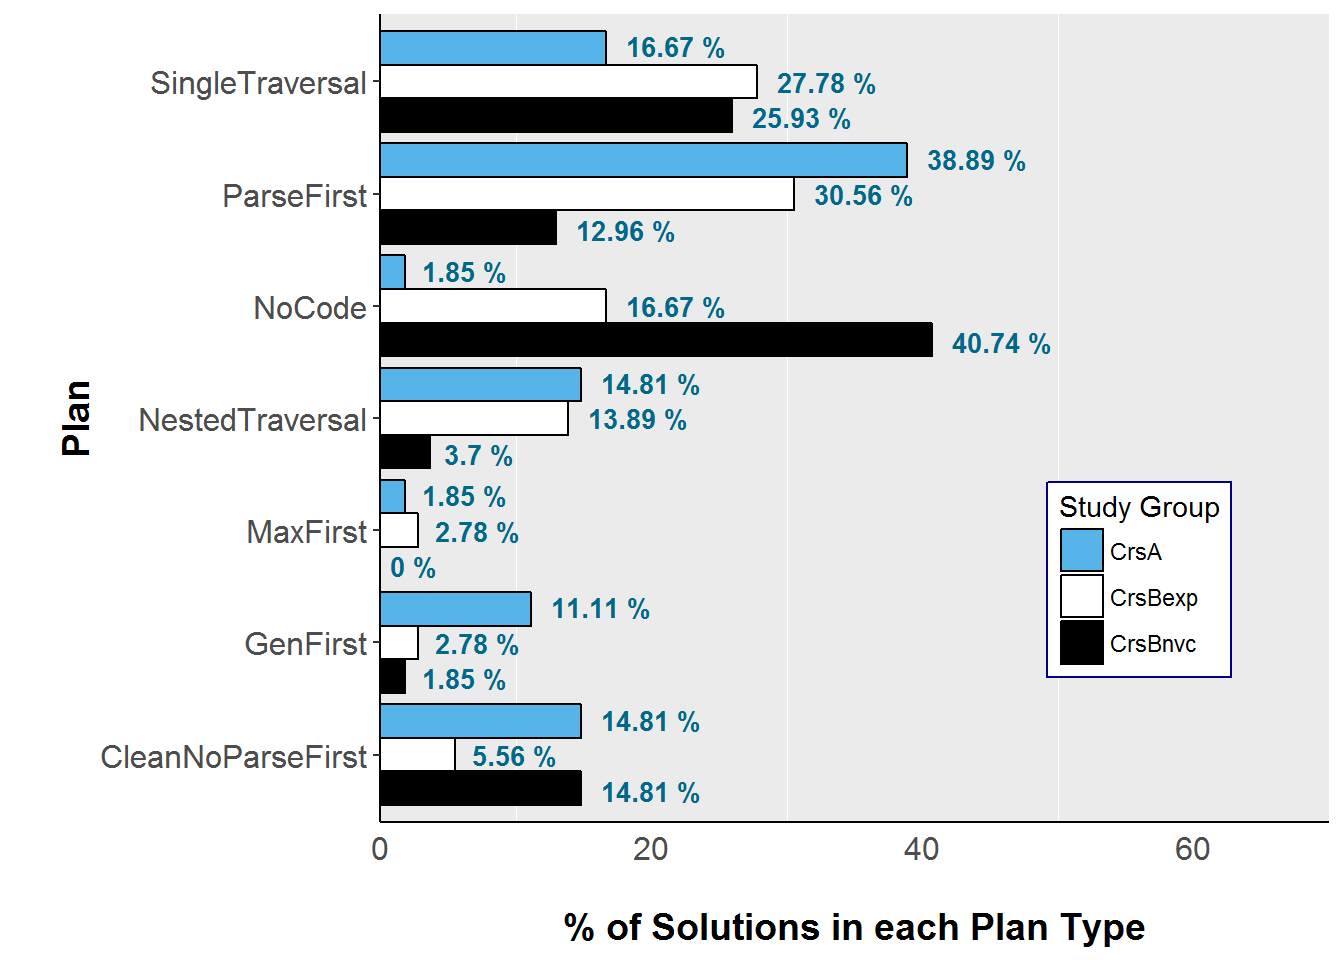 SingleTraversal
16.67 %
27.78 %
25.93 %
ParseFirst
38.89 %
30.56 %
12.96 %
NoCode
1.85 %
16.67 %
40.74 %
NestedTraversal
14.81 %
13.89 %
3.7 %
MaxFirst
1.85 %
2.78 %
0 %
GenFirst
11.11 %
2.78 %
1.85 %
CleanNoParseFirst
14.81 %
5.56 %
14.81 %
Plan
Study Group
CrsA
CrsBexp
CrsBnvc
0 20 40 60
% of Solutions in each Plan Type